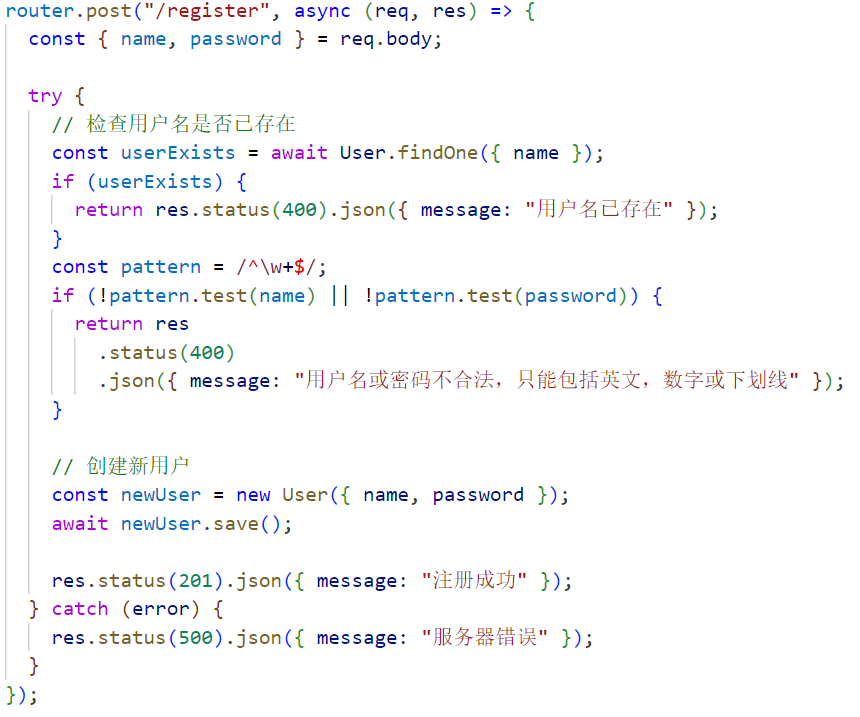 router.post("/register", async (req, res) => {
  const { name, password } = req.body;

  try {
    // 检查用户名是否已存在
    const userExists = await User.findOne({ name });
    if (userExists) {
      return res.status(400).json({ message: "用户名已存在" });
    }
    const pattern = /^\w+$/;
    if (!pattern.test(name) || !pattern.test(password)) {
      return res
        .status(400)
        .json({ message: "用户名或密码不合法，只能包括英文，数字或下划线" });
    }

    // 创建新用户
    const newUser = new User({ name, password });
    await newUser.save();

    res.status(201).json({ message: "注册成功" });
  } catch (error) {
    res.status(500).json({ message: "服务器错误" });
  }
});